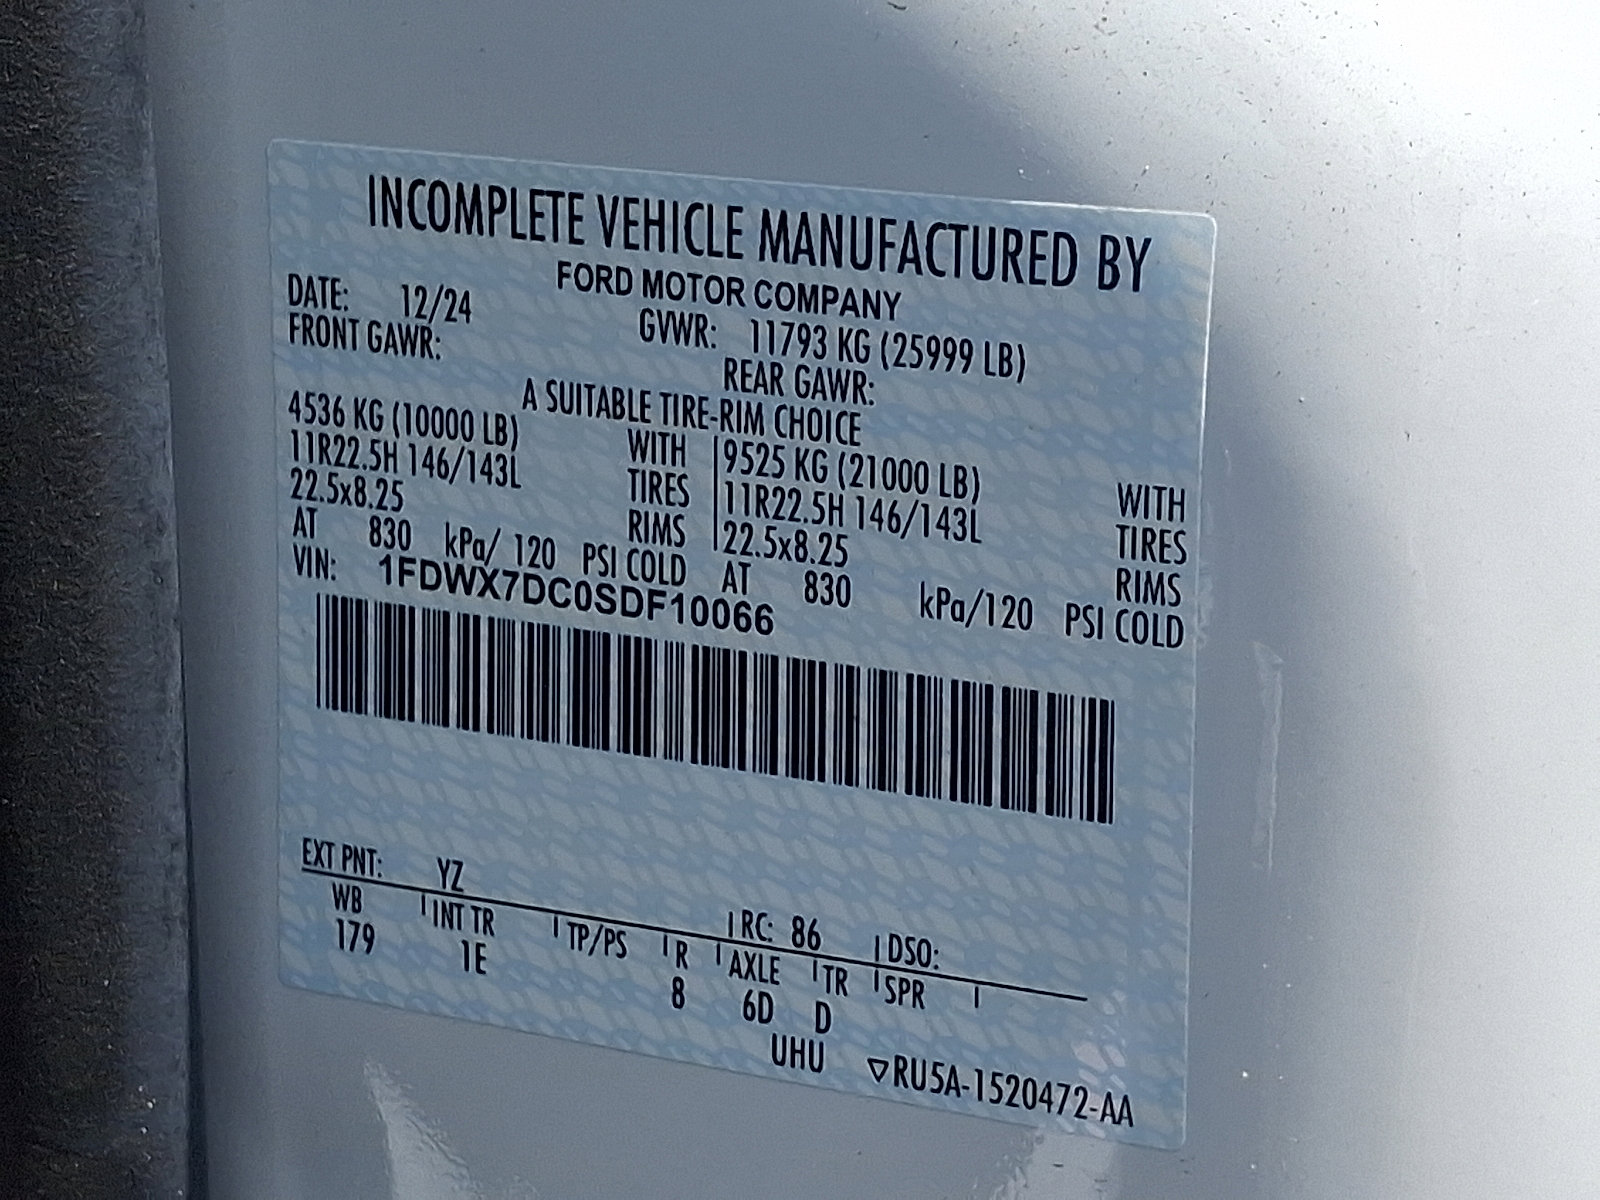 INCOMPLETE VEHICLE MANUFACTURED BY
FORD MOTOR COMPANY
DATE: 12/24 GVWR: 11793 KG (25999 LB)
FRONT GAWR: REAR GAWR:
A SUITABLE TIRE-RIM CHOICE
4536 KG (10000 LB) WITH 9525 KG (21000 LB) WITH
11R22.5H 146/143L TIRES 11R22.5H 146/143L TIRES
22.5x8.25 RIMS 22.5x8.25 RIMS
AT 830 kPa/ 120 PSI COLD AT 830 kPa/120 PSI COLD
VIN: 1FDWX7DC0SDF10066
EXT PNT: YZ RC: 86 DSO:
WB INT TR TP/PS R AXLE TR SPR
179 1E 8 6D D
UHU ▽RU5A-1520472-AA